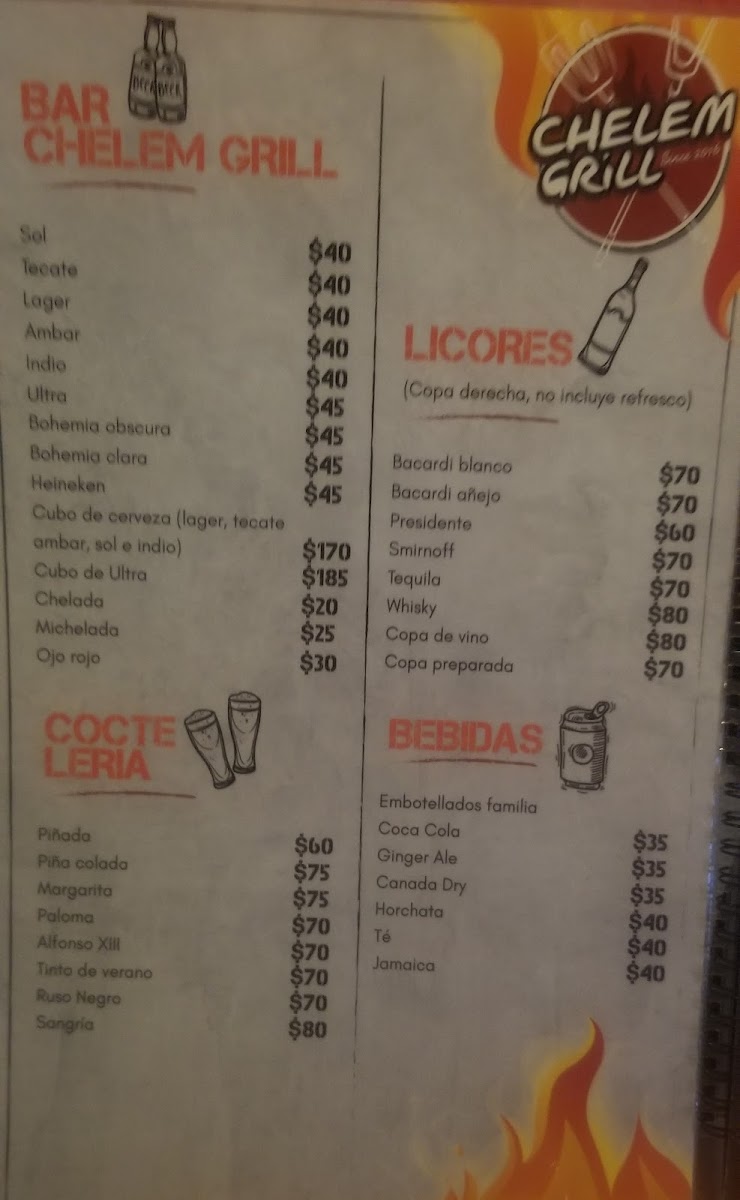 BAR
CHELEM GRILL
BEER BEER
Sol $40
Tecate $40
Lager $40
Ambar $40
Indio $40
Ultra $45
Bohemia obscura $45
Bohemia clara $45
Heineken $45
Cubo de cerveza (lager, tecate
ambar, sol e indio) $170
Cubo de Ultra $185
Chelada $20
Michelada $25
Ojo rojo $30
COCTE
LERIA
Piñada $60
Piña colada $75
Margarita $75
Paloma $70
Alfonso XIII $70
Tinto de verano $70
Ruso Negro $70
Sangría $80
CHELEM
GRILL
Since
LICORES
(Copa derecha, no incluye refresco)
Bacardi blanco $70
Bacardi añejo $70
Presidente $60
Smirnoff $70
Tequila $70
Whisky $80
Copa de vino $80
Copa preparada $70
BEBIDAS
Embotellados familia
Coca Cola $35
Ginger Ale $35
Canada Dry $35
Horchata $40
Té $40
Jamaica $40